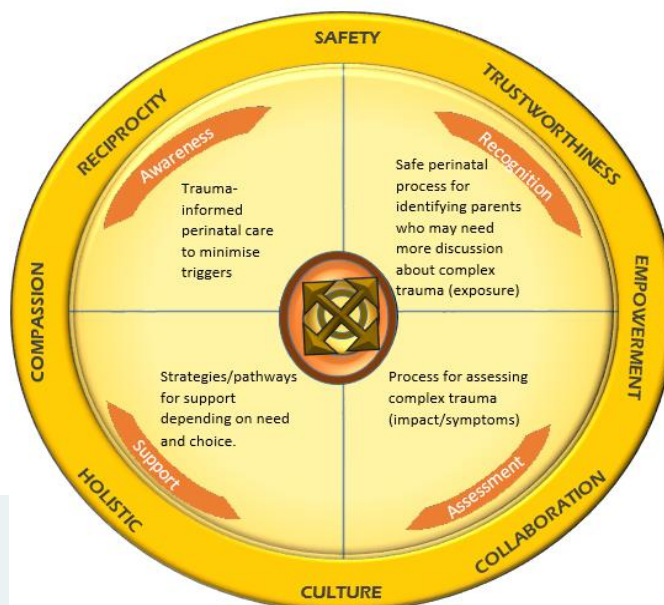 SAFETY
TRUSTWORTHINESS
EMPOWERMENT
COLLABORATION
CULTURE
HOLISTIC
COMPASSION
RECIPROCITY
Awareness
Trauma-
informed
perinatal care
to minimise
triggers
Recognition
Safe perinatal
process for
identifying parents
who may need
more discussion
about complex
trauma (exposure)
Strategies/pathways
for support
depending on need
and choice.
Support
Process for assessing
complex trauma
(impact/symptoms)
Assessment